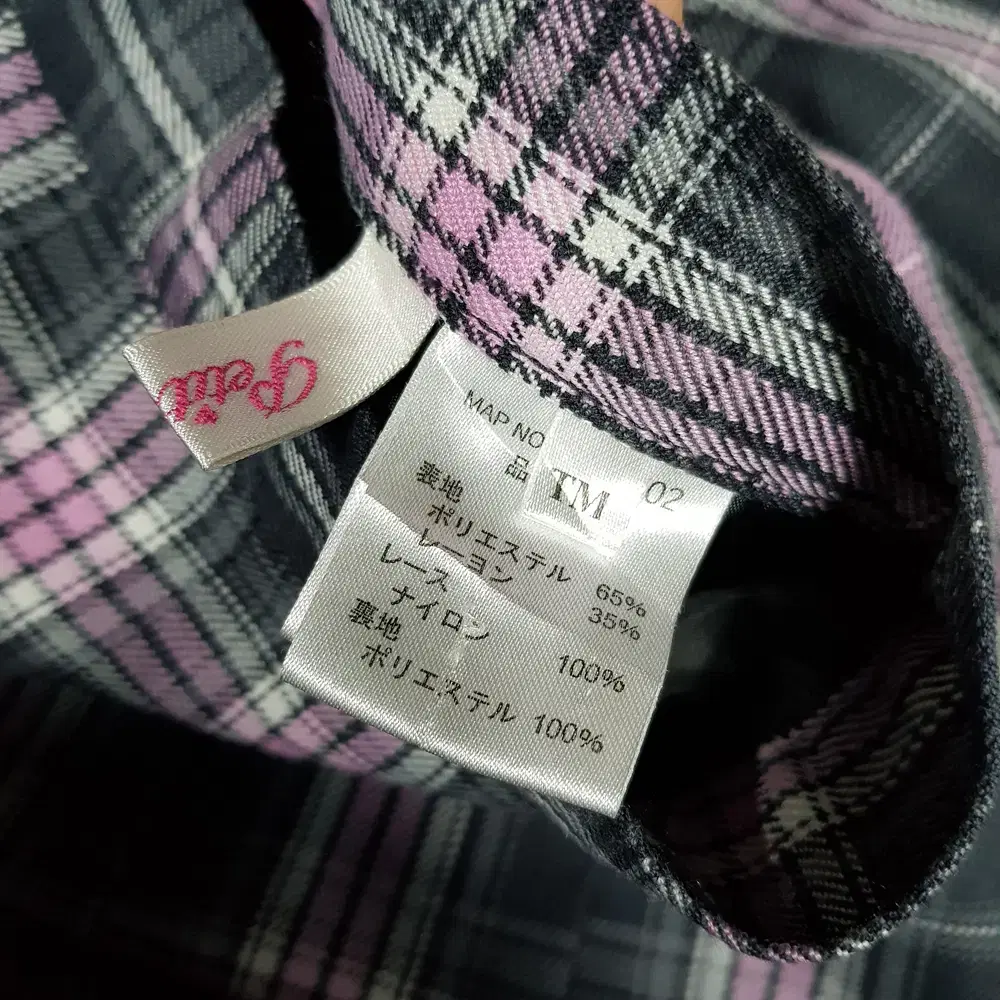 Petit
MAP NO
品 TM 02
表地
ポリエステル 65%
レーヨン 35%
レース
ナイロン 100%
裏地
ポリエステル 100%